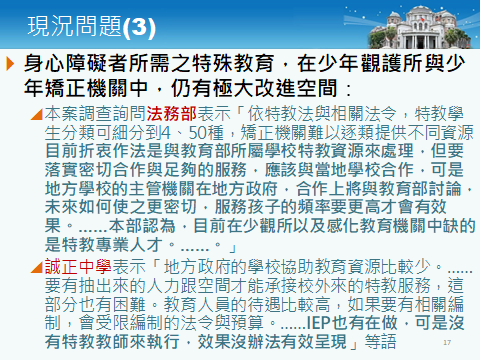 現況問題(3)
身心障礙者所需之特殊教育，在少年觀護所與少
年矯正機關中，仍有極大改進空間：
本案調查詢問法務部表示「依特教法與相關法令，特教學
生分類可細分到4、50種，矯正機關難以逐類提供不同資源
目前折衷作法是與教育部所屬學校特教資源來處理，但要
落實密切合作與足夠的服務，應該與當地學校合作，可是
地方學校的主管機關在地方政府，合作上將與教育部討論，
未來如何使之更密切，服務孩子的頻率要更高才會有效
果。......本部認為，目前在少觀所以及感化教育機關中缺的
是特教專業人才。......。」
誠正中學表示「地方政府的學校協助教育資源比較少。......
要有抽出來的人力跟空間才能承接校外來的特教服務，這
部分也有困難。教育人員的待遇比較高，如果要有相關編
制，會受限編制的法令與預算。......IEP也有在做，可是沒
有特教教師來執行，效果沒辦法有效呈現」等語
17